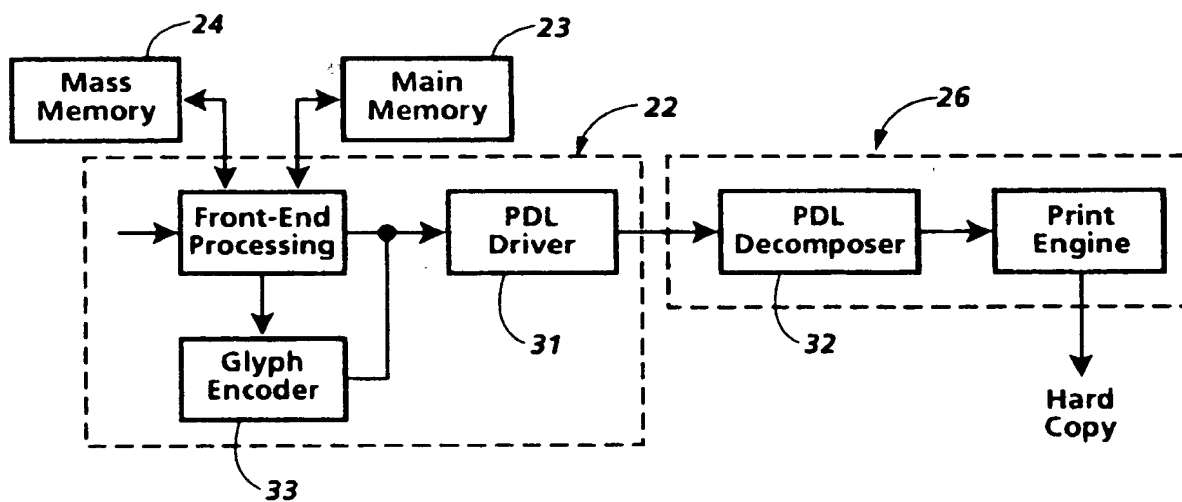 24
23
Mass
Memory
Main
Memory
22
26
Front-End
Processing
PDL
Driver
PDL
Decomposer
Print
Engine
31
32
Glyph
Encoder
Hard
Copy
33